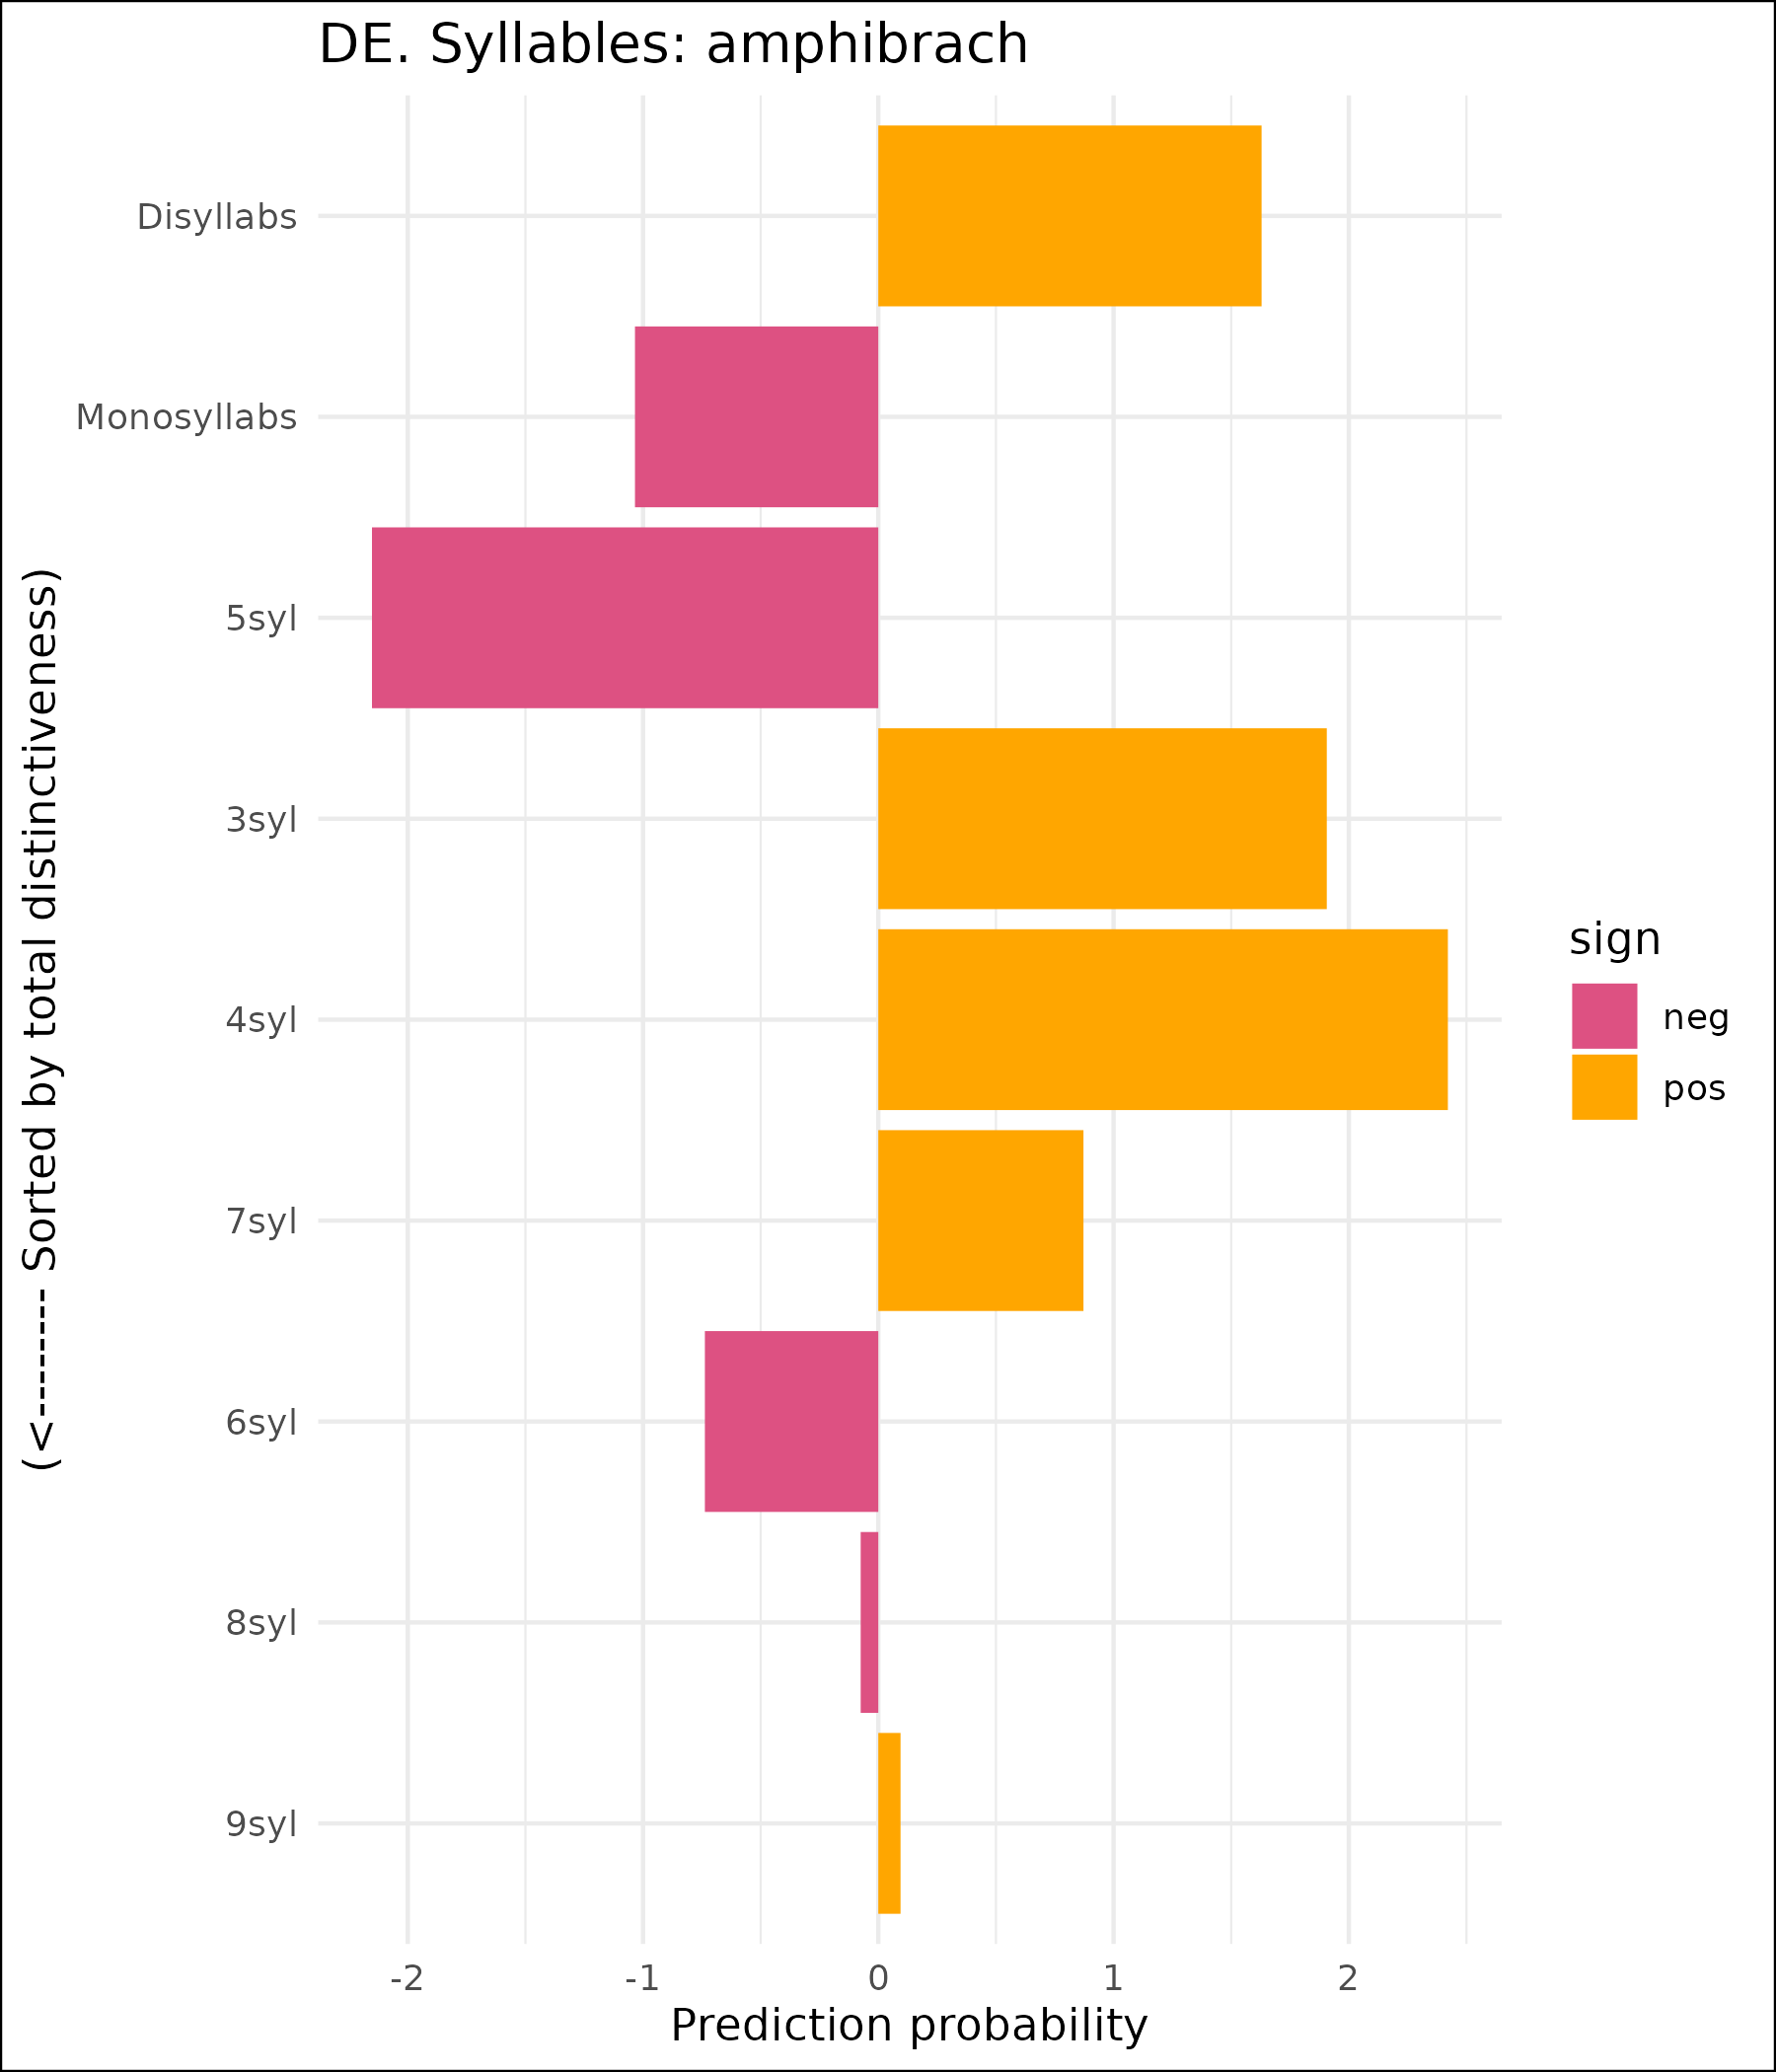 DE. Syllables: amphibrach
(<-------- Sorted by total distinctiveness)
Disyllabs
Monosyllabs
5syl
3syl
4syl
7syl
6syl
8syl
9syl
-2 -1 0 1 2
Prediction probability
sign
neg
pos